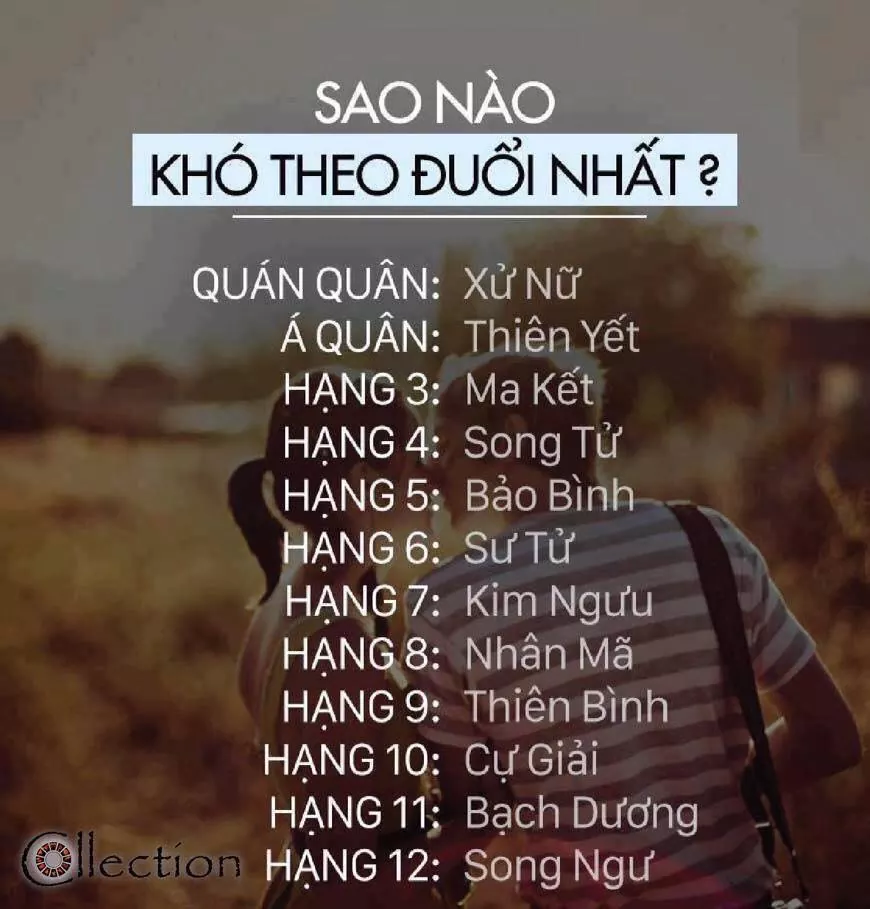 SAO NÀO
KHÓ THEO ĐUỔI NHẤT ?
QUÁN QUÂN: Xử Nữ
Á QUÂN: Thiên Yết
HẠNG 3: Ma Kết
HẠNG 4: Song Tử
HẠNG 5: Bảo Bình
HẠNG 6: Sư Tử
HẠNG 7: Kim Ngưu
HẠNG 8: Nhân Mã
HẠNG 9: Thiên Bình
HẠNG 10: Cự Giải
HẠNG 11: Bạch Dương
HẠNG 12: Song Ngư
Collection